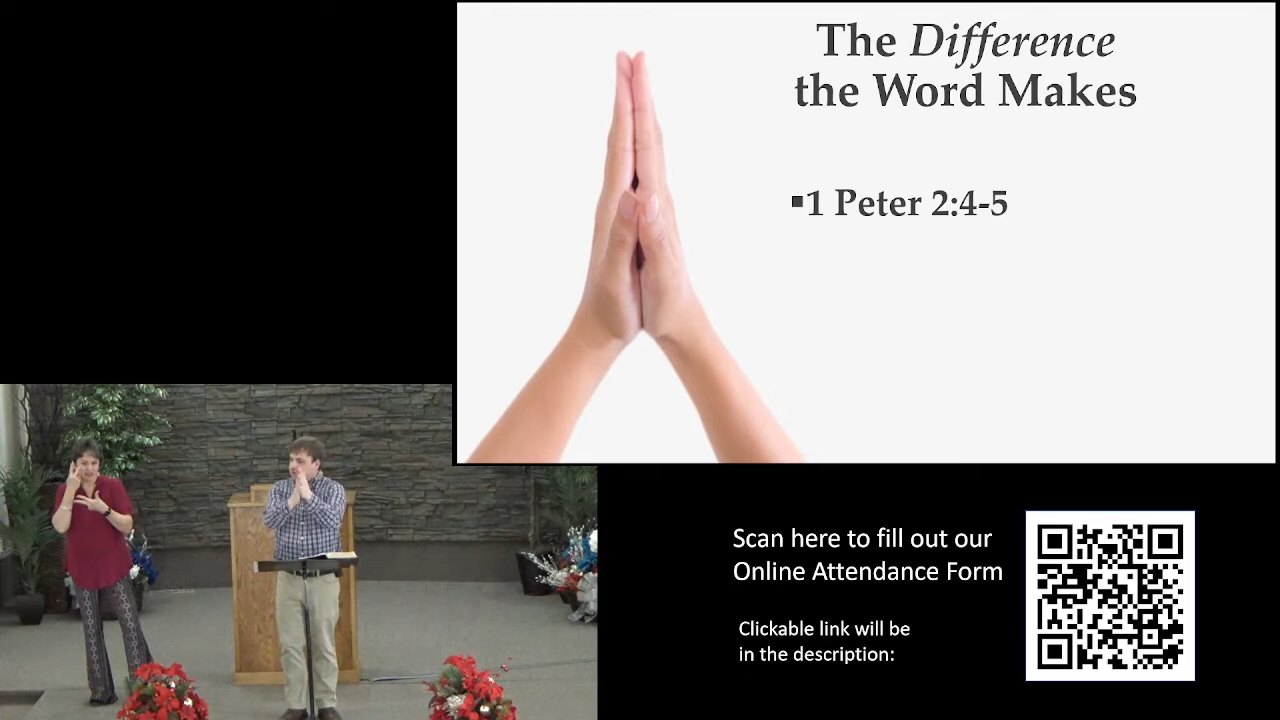 The Difference
the Word Makes
▪1 Peter 2:4-5
Scan here to fill out our
Online Attendance Form
Clickable link will be
in the description: